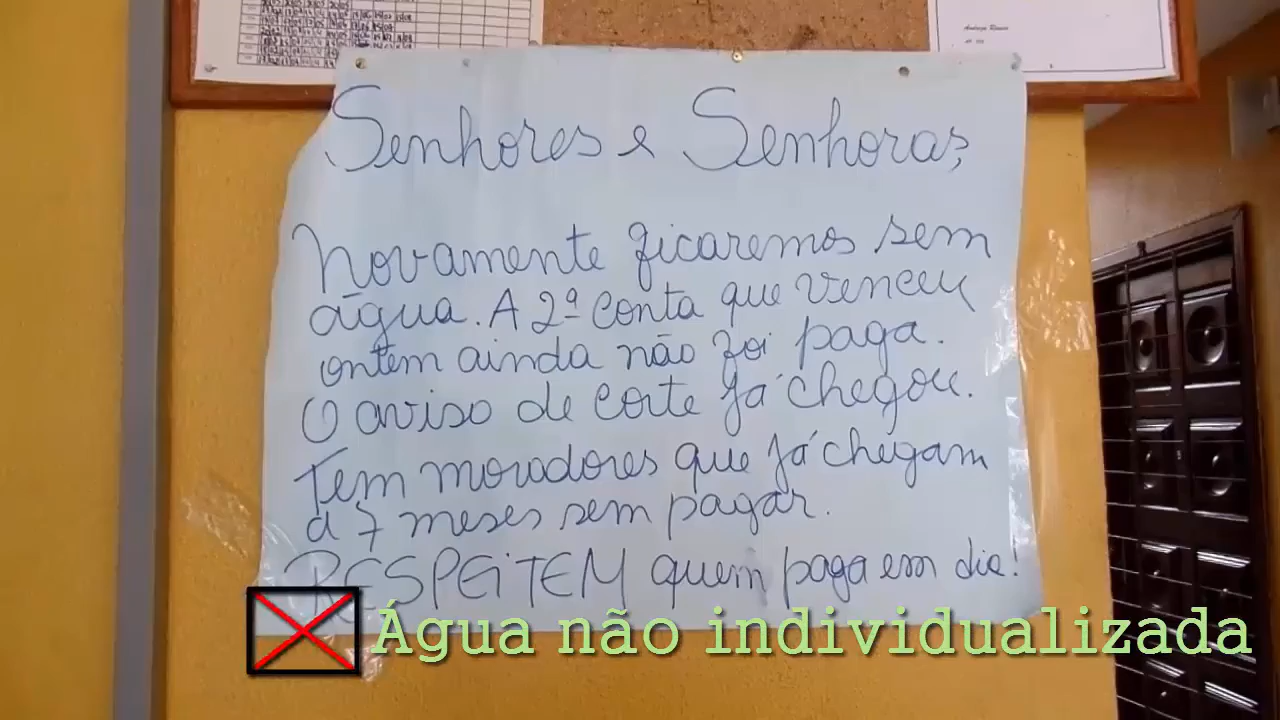 Senhores e Senhoras,
Novamente ficaremos sem
água. A 2ª conta que venceu
ontem ainda não foi paga.
O aviso de corte já chegou.
Tem moradores que já chegam
a 7 meses sem pagar.
RESPEITEM quem paga em dia!
Água não individualizada